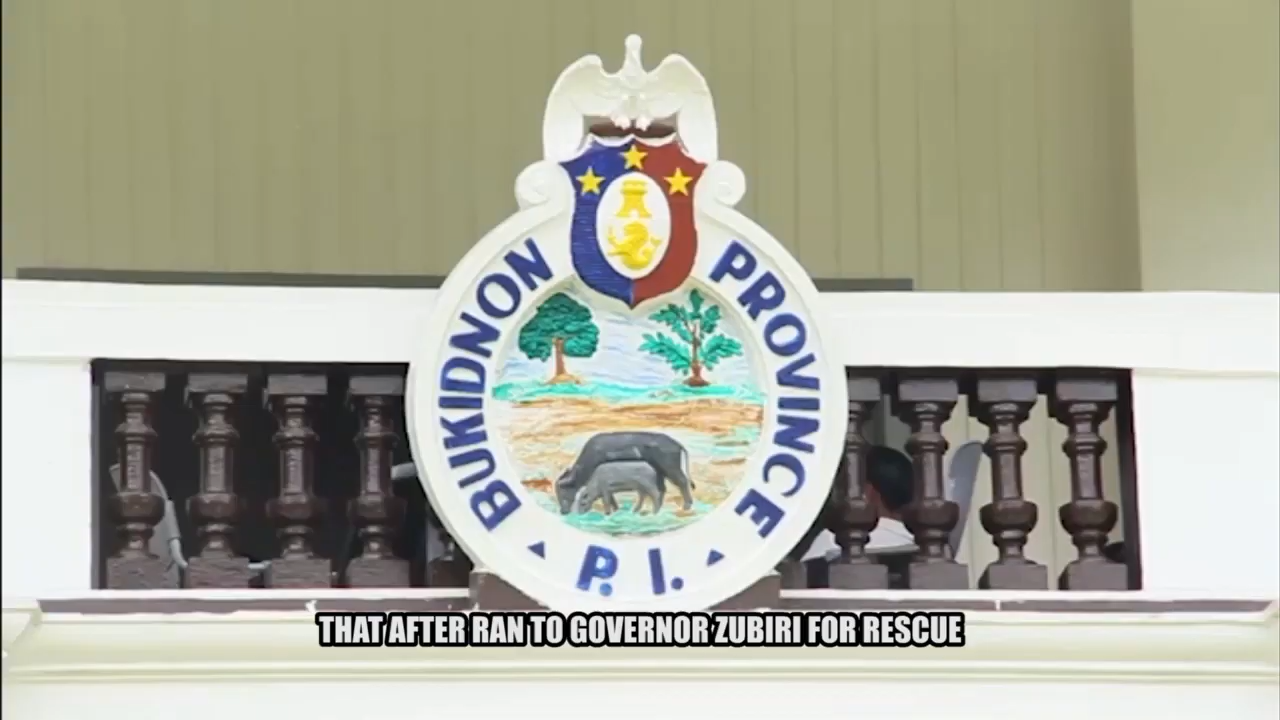 BUKIDNON PROVINCE
P. I.
THAT AFTER RAN TO GOVERNOR ZUBIRI FOR RESCUE